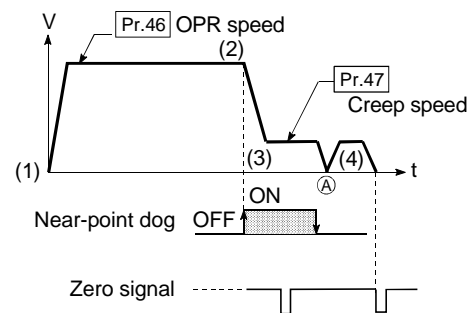 V
Pr.46 OPR speed
(2)
Pr.47
Creep speed
(1) (3) (4) t
A
ON
Near-point dog OFF
Zero signal